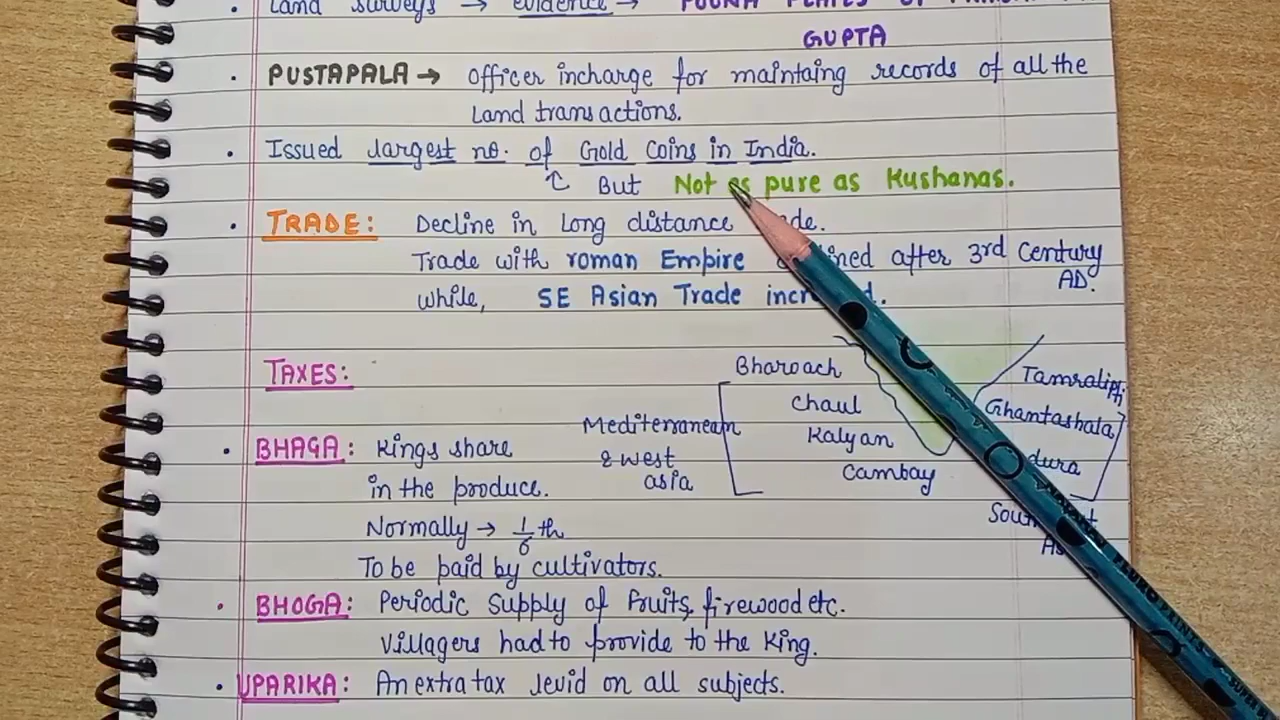 Land surveys → evidence →
GUPTA
PUSTAPALA → Officer incharge for maintaing records of all the
Land transactions.
Issued largest no. of Gold Coins in India.
But Not as pure as Kushanas.
TRADE: Decline in Long distance
Trade with roman Empire after 3rd Century
AD.
while, SE Asian Trade
TAXES:
Bharoach
Tamralipti
Chaul
Ghantashala
Mediterranean
Kalyan
BHAGA: Kings share
& west
in the produce.
asia
Cambay
Normally → 1/6 th
To be paid by cultivators.
BHOGA: Periodic Supply of Fruits, firewood etc.
Villagers had to provide to the King.
UPARIKA: An extra tax levid on all subjects.